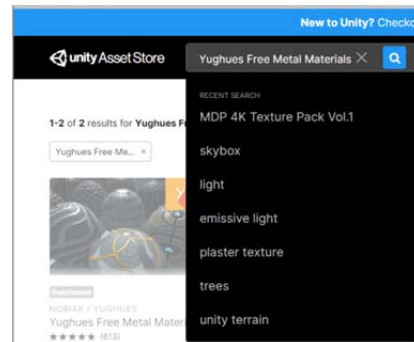 New to Unity? Checko
unity Asset Store
Yughues Free Metal Materials
RECENT SEARCH
MDP 4K Texture Pack Vol.1
1-2 of 2 results for Yughues F
Yughues Free Me... ×
skybox
light
emissive light
plaster texture
trees
unity terrain
Purchased
NOBIAX / YUGHUES
Yughues Free Metal Materi
★★★★★ (613)